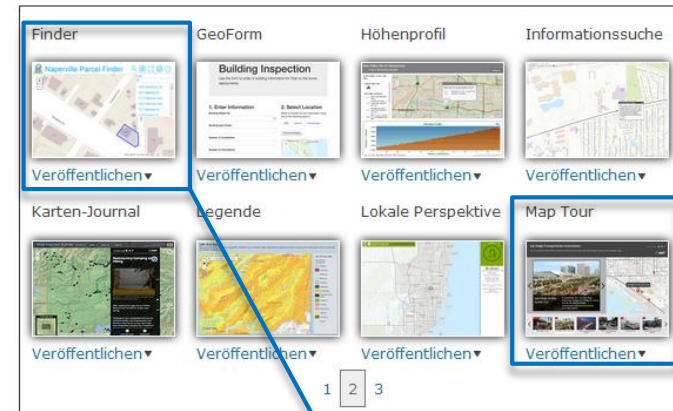 Finder GeoForm Höhenprofil Informationssuche
Naperville Parcel Finder
Building Inspection
1. Enter Information 2. Select Location
Veröffentlichen Veröffentlichen Veröffentlichen Veröffentlichen
Karten-Journal Legende Lokale Perspektive Map Tour
Veröffentlichen Veröffentlichen Veröffentlichen Veröffentlichen
1 2 3